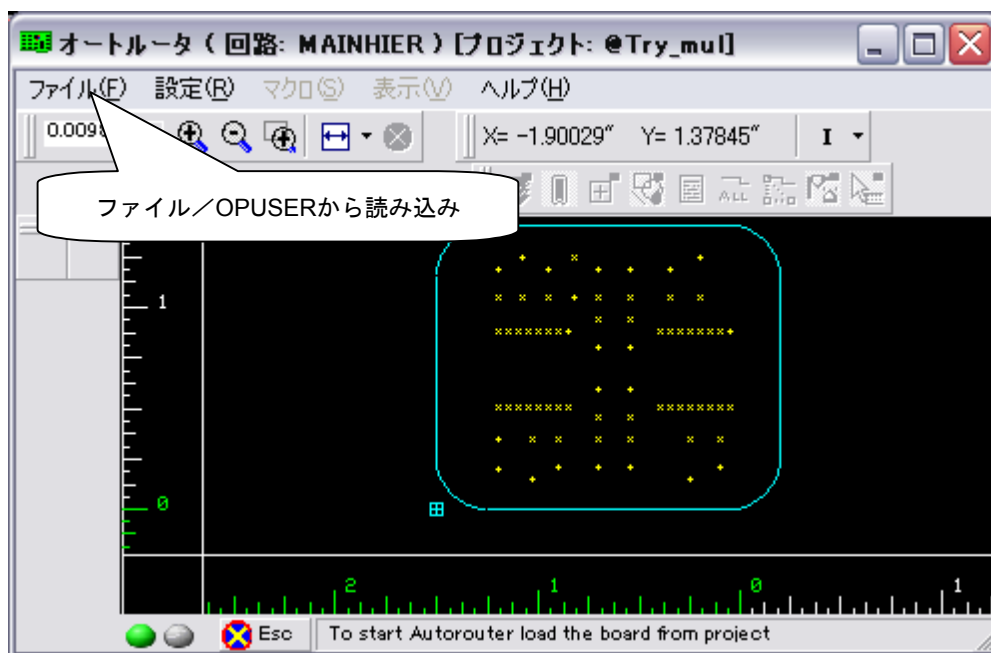 オートルータ ( 回路: MAINHIER ) [プロジェクト: @Try_mul]
ファイル(F) 設定(R) マクロ(S) 表示(V) ヘルプ(H)
X= -1.90029" Y= 1.37845" I
ALL
ファイル／OPUSERから読み込み
1
0
2 1 0 1
Esc To start Autorouter load the board from project